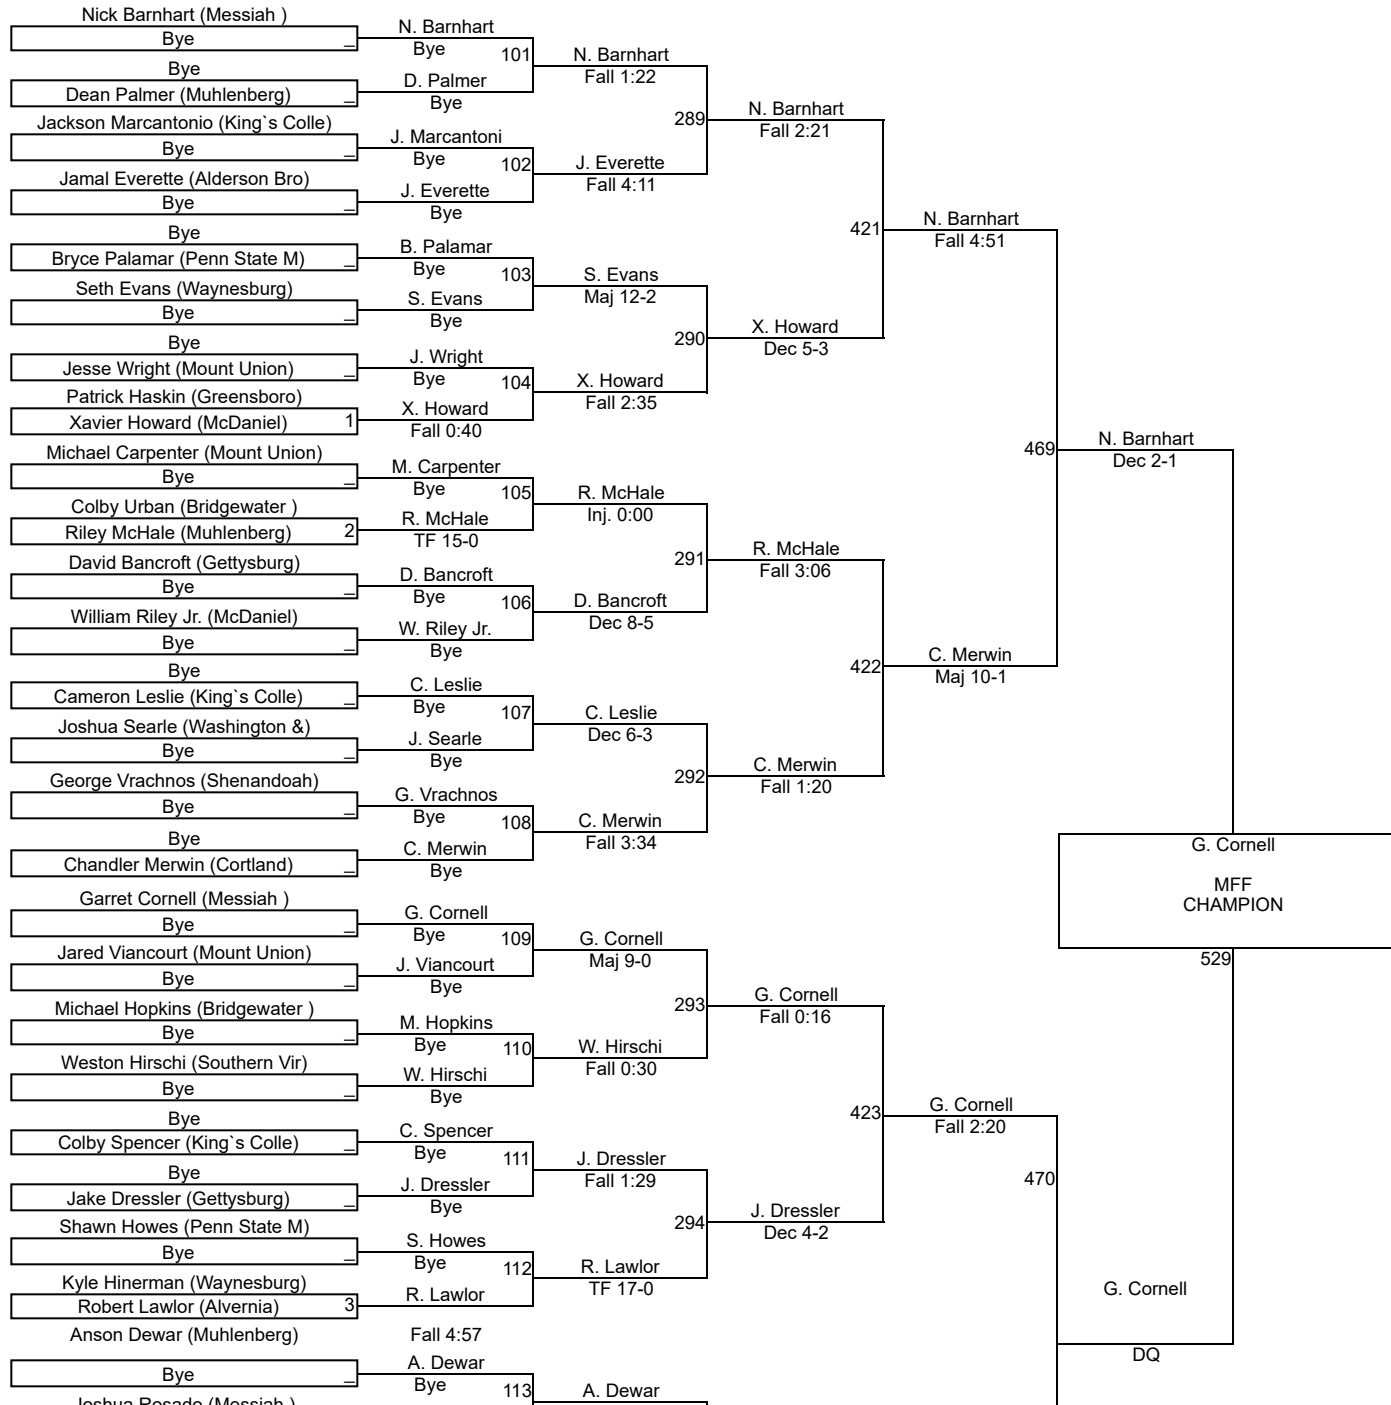 Nick Barnhart (Messiah )
Bye _
Bye
Dean Palmer (Muhlenberg) _
Jackson Marcantonio (King`s Colle)
Bye _
Jamal Everette (Alderson Bro)
Bye _
Bye
Bryce Palamar (Penn State M) _
Seth Evans (Waynesburg)
Bye _
Bye
Jesse Wright (Mount Union) _
Patrick Haskin (Greensboro)
Xavier Howard (McDaniel) 1
Michael Carpenter (Mount Union)
Bye _
Colby Urban (Bridgewater )
Riley McHale (Muhlenberg) 2
David Bancroft (Gettysburg)
Bye _
William Riley Jr. (McDaniel)
Bye _
Bye
Cameron Leslie (King`s Colle) _
Joshua Searle (Washington &)
Bye _
George Vrachnos (Shenandoah)
Bye _
Bye
Chandler Merwin (Cortland) _
Garret Cornell (Messiah )
Bye _
Jared Viancourt (Mount Union)
Bye _
Michael Hopkins (Bridgewater )
Bye _
Weston Hirschi (Southern Vir)
Bye _
Bye
Colby Spencer (King`s Colle) _
Bye
Jake Dressler (Gettysburg) _
Shawn Howes (Penn State M)
Bye _
Kyle Hinerman (Waynesburg)
Robert Lawlor (Alvernia) 3
Anson Dewar (Muhlenberg)
Bye _
Joshua Rosado (Messiah )
N. Barnhart
Bye
101
D. Palmer
Bye
J. Marcantoni
Bye
102
J. Everette
Bye
B. Palamar
Bye
103
S. Evans
Bye
J. Wright
Bye
104
X. Howard
Fall 0:40
M. Carpenter
Bye
105
R. McHale
TF 15-0
D. Bancroft
Bye
106
W. Riley Jr.
Bye
C. Leslie
Bye
107
J. Searle
Bye
G. Vrachnos
Bye
108
C. Merwin
Bye
G. Cornell
Bye
109
J. Viancourt
Bye
M. Hopkins
Bye
110
W. Hirschi
Bye
C. Spencer
Bye
111
J. Dressler
Bye
S. Howes
Bye
112
R. Lawlor
Fall 4:57
A. Dewar
Bye
113
N. Barnhart
Fall 1:22
289
J. Everette
Fall 4:11
S. Evans
Maj 12-2
290
X. Howard
Fall 2:35
R. McHale
Inj. 0:00
291
D. Bancroft
Dec 8-5
C. Leslie
Dec 6-3
292
C. Merwin
Fall 3:34
G. Cornell
Maj 9-0
293
W. Hirschi
Fall 0:30
J. Dressler
Fall 1:29
294
R. Lawlor
TF 17-0
A. Dewar
N. Barnhart
Fall 2:21
421
X. Howard
Dec 5-3
R. McHale
Fall 3:06
422
C. Merwin
Fall 1:20
G. Cornell
Fall 0:16
423
J. Dressler
Dec 4-2
N. Barnhart
Fall 4:51
469
C. Merwin
Maj 10-1
G. Cornell
Fall 2:20
470
N. Barnhart
Dec 2-1
G. Cornell
MFF
CHAMPION
529
G. Cornell
DQ